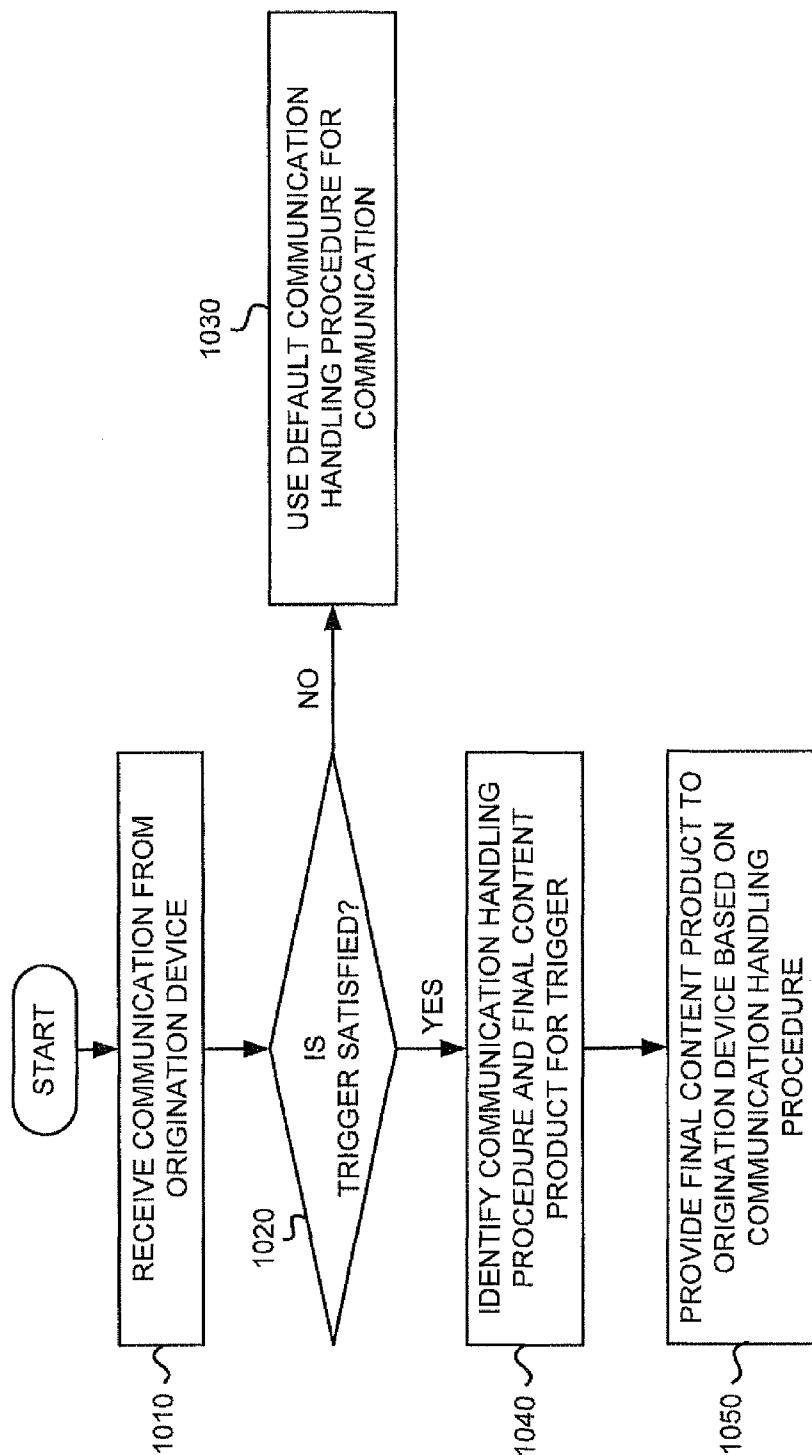 START
1010
RECEIVE COMMUNICATION FROM
ORIGINATION DEVICE
1020
IS
TRIGGER SATISFIED?
NO
1030
USE DEFAULT COMMUNICATION
HANDLING PROCEDURE FOR
COMMUNICATION
YES
1040
IDENTIFY COMMUNICATION HANDLING
PROCEDURE AND FINAL CONTENT
PRODUCT FOR TRIGGER
1050
PROVIDE FINAL CONTENT PRODUCT TO
ORIGINATION DEVICE BASED ON
COMMUNICATION HANDLING
PROCEDURE